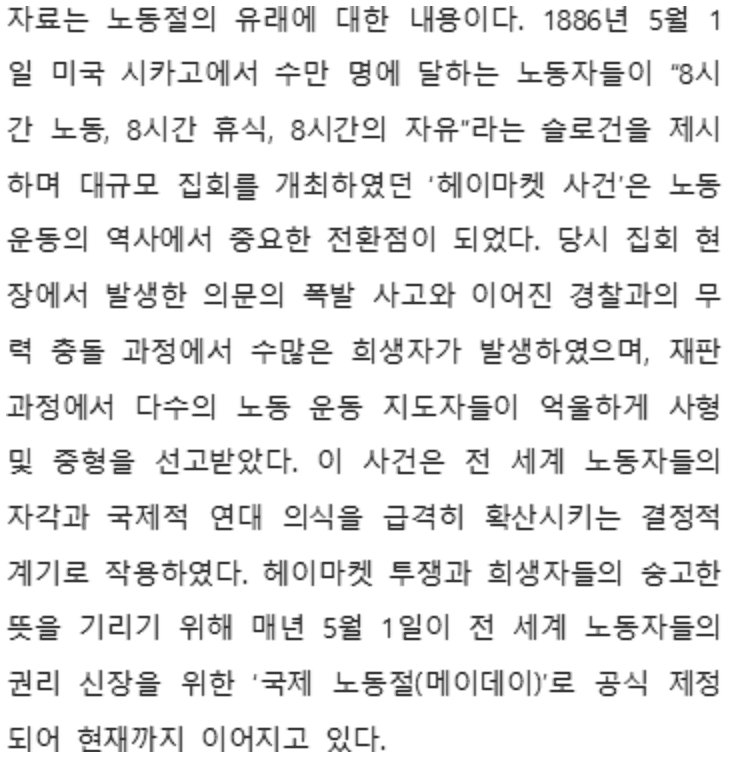 자료는 노동절의 유래에 대한 내용이다. 1886년 5월 1
일 미국 시카고에서 수만 명에 달하는 노동자들이 “8시
간 노동, 8시간 휴식, 8시간의 자유”라는 슬로건을 제시
하며 대규모 집회를 개최하였던 ‘헤이마켓 사건’은 노동
운동의 역사에서 중요한 전환점이 되었다. 당시 집회 현
장에서 발생한 의문의 폭발 사고와 이어진 경찰과의 무
력 충돌 과정에서 수많은 희생자가 발생하였으며, 재판
과정에서 다수의 노동 운동 지도자들이 억울하게 사형
및 중형을 선고받았다. 이 사건은 전 세계 노동자들의
자각과 국제적 연대 의식을 급격히 확산시키는 결정적
계기로 작용하였다. 헤이마켓 투쟁과 희생자들의 숭고한
뜻을 기리기 위해 매년 5월 1일이 전 세계 노동자들의
권리 신장을 위한 ‘국제 노동절(메이데이)’로 공식 제정
되어 현재까지 이어지고 있다.